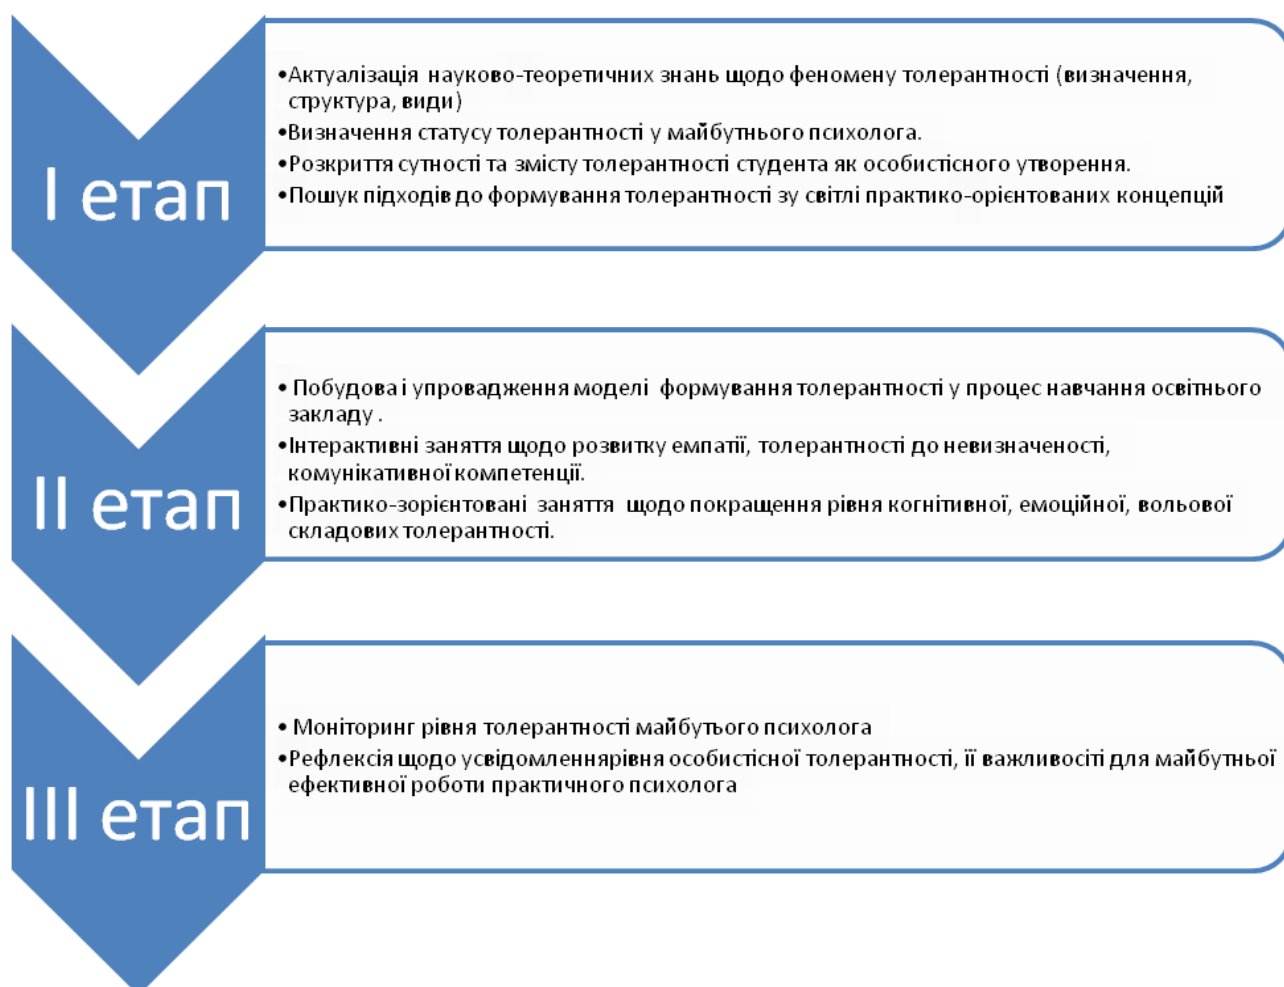 I етап
•Актуалізація науково-теоретичних знань щодо феномену толерантності (визначення,
структура, види)
•Визначення статусу толерантності у майбутнього психолога.
•Розкриття сутності та змісту толерантності студента як особистісного утворення.
•Пошук підходів до формування толерантності зу світлі практико-орієнтованих концепцій
II етап
• Побудова і упровадження моделі формування толерантності у процес навчання освітнього
закладу .
•Інтерактивні заняття щодо розвитку емпатії, толерантності до невизначеності,
комунікативної компетенції.
•Практико-зорієнтовані заняття щодо покращення рівня когнітивної, емоційної, вольової
складових толерантності.
III етап
• Моніторинг рівня толерантності майбутього психолога
•Рефлексія щодо усвідомленнярівня особистісної толерантності, її важливосіті для майбутньої
ефективної роботи практичного психолога